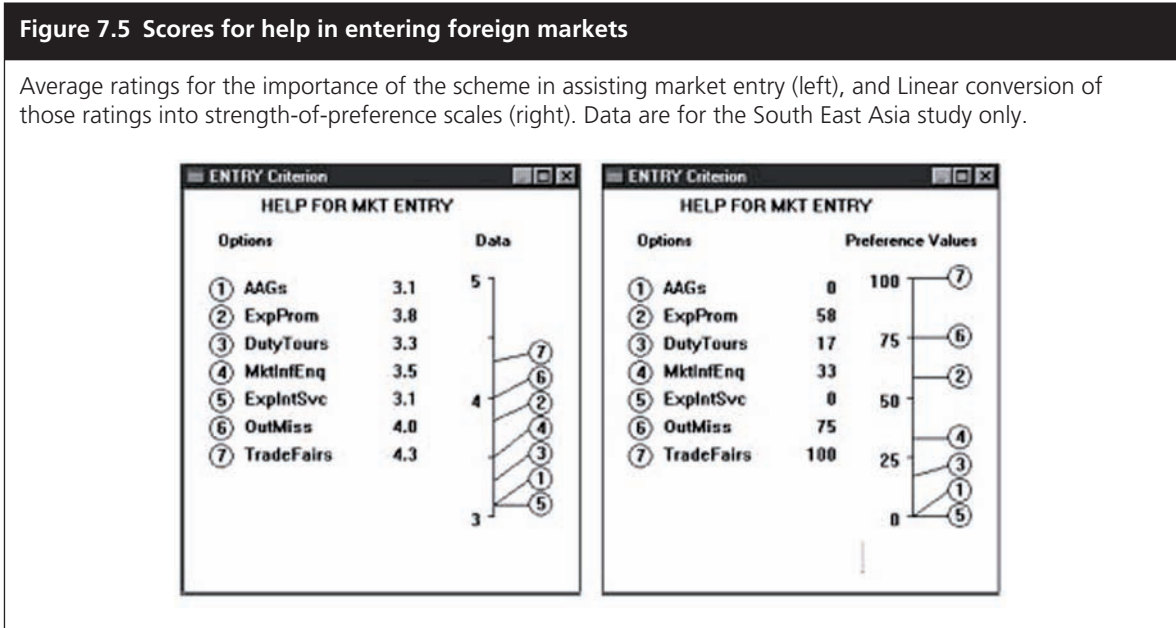 Figure 7.5 Scores for help in entering foreign markets
Average ratings for the importance of the scheme in assisting market entry (left), and Linear conversion of
those ratings into strength-of-preference scales (right). Data are for the South East Asia study only.
ENTRY Criterion
HELP FOR MKT ENTRY
Options Data
1 AAGs 3.1
2 ExpProm 3.8
3 DutyTours 3.3
4 MktInfEnq 3.5
5 ExpIntSvc 3.1
6 OutMiss 4.0
7 TradeFairs 4.3
5
4
3
7
6
2
4
3
1
5
ENTRY Criterion
HELP FOR MKT ENTRY
Options Preference Values
1 AAGs 0
2 ExpProm 58
3 DutyTours 17
4 MktInfEnq 33
5 ExpIntSvc 0
6 OutMiss 75
7 TradeFairs 100
100
75
50
25
0
7
6
2
4
3
1
5